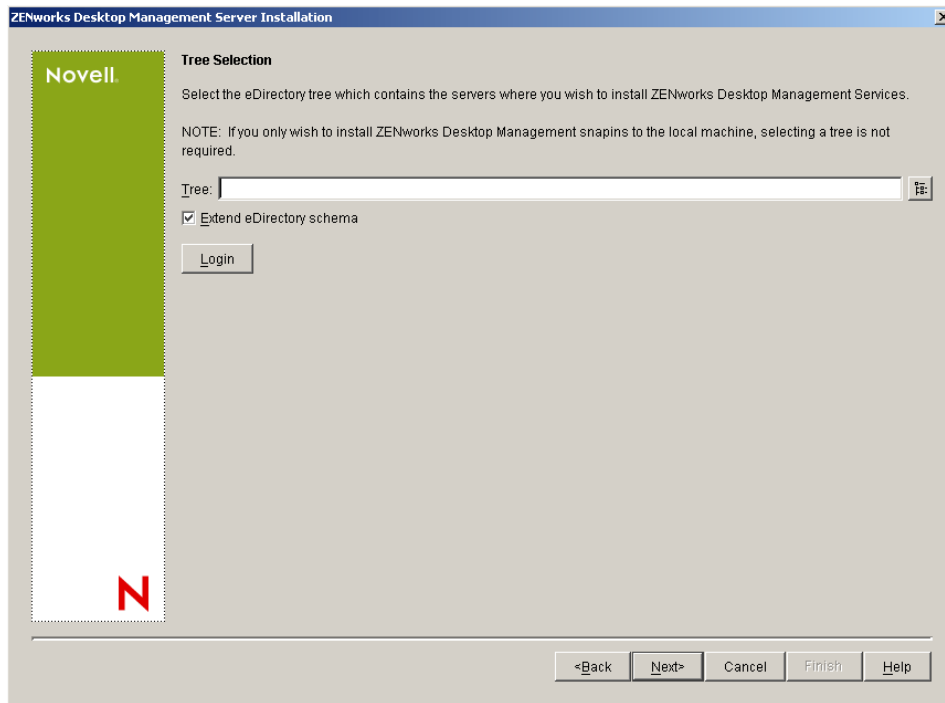 ZENworks Desktop Management Server Installation
Novell.
Tree Selection
Select the eDirectory tree which contains the servers where you wish to install ZENworks Desktop Management Services.
NOTE: If you only wish to install ZENworks Desktop Management snapins to the local machine, selecting a tree is not
required.
Tree:
Extend eDirectory schema
Login
N
<Back Next> Cancel Finish Help